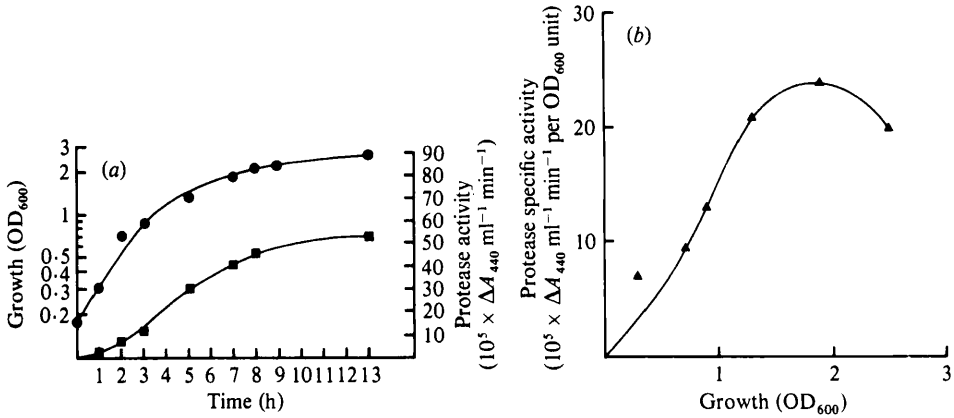 (a)
Growth (OD600)
3
2
1
0·5
0·4
0·3
0·2
1 2 3 4 5 6 7 8 9 10 11 12 13
Time (h)
90
80
70
60
50
40
30
20
10
Protease activity
(10⁵ × ΔA₄₄₀ ml⁻¹ min⁻¹)
(b)
Protease specific activity
(10⁵ × ΔA₄₄₀ ml⁻¹ min⁻¹ per OD₆₀₀ unit)
30
20
10
1 2 3
Growth (OD₆₀₀)